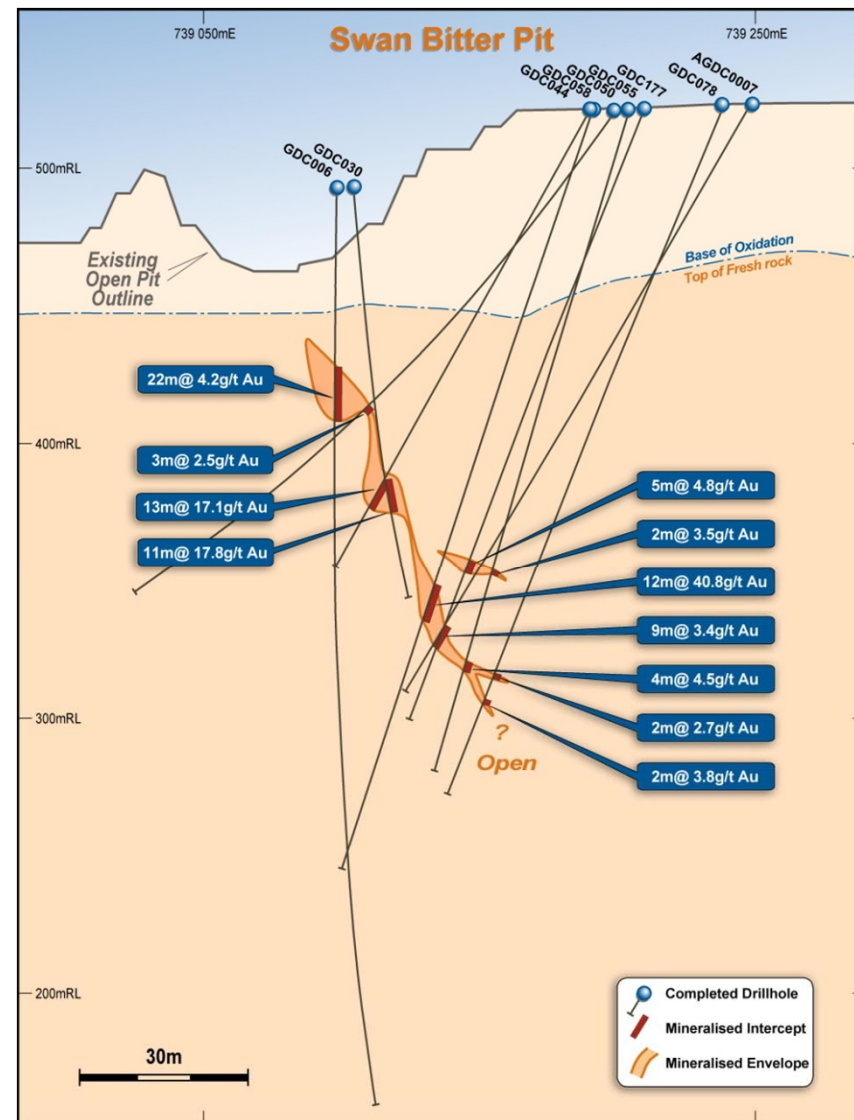 739 050mE
739 250mE
Swan Bitter Pit
GDC006
GDC030
GDC044
GDC058
GDC050
GDC055
GDC177
GDC078
AGDC0007
500mRL
Existing
Open Pit
Outline
Base of Oxidation
Top of Fresh rock
22m@ 4.2g/t Au
400mRL
3m@ 2.5g/t Au
13m@ 17.1g/t Au
11m@ 17.8g/t Au
5m@ 4.8g/t Au
2m@ 3.5g/t Au
12m@ 40.8g/t Au
9m@ 3.4g/t Au
4m@ 4.5g/t Au
2m@ 2.7g/t Au
2m@ 3.8g/t Au
300mRL
?
Open
200mRL
30m
Completed Drillhole
Mineralised Intercept
Mineralised Envelope